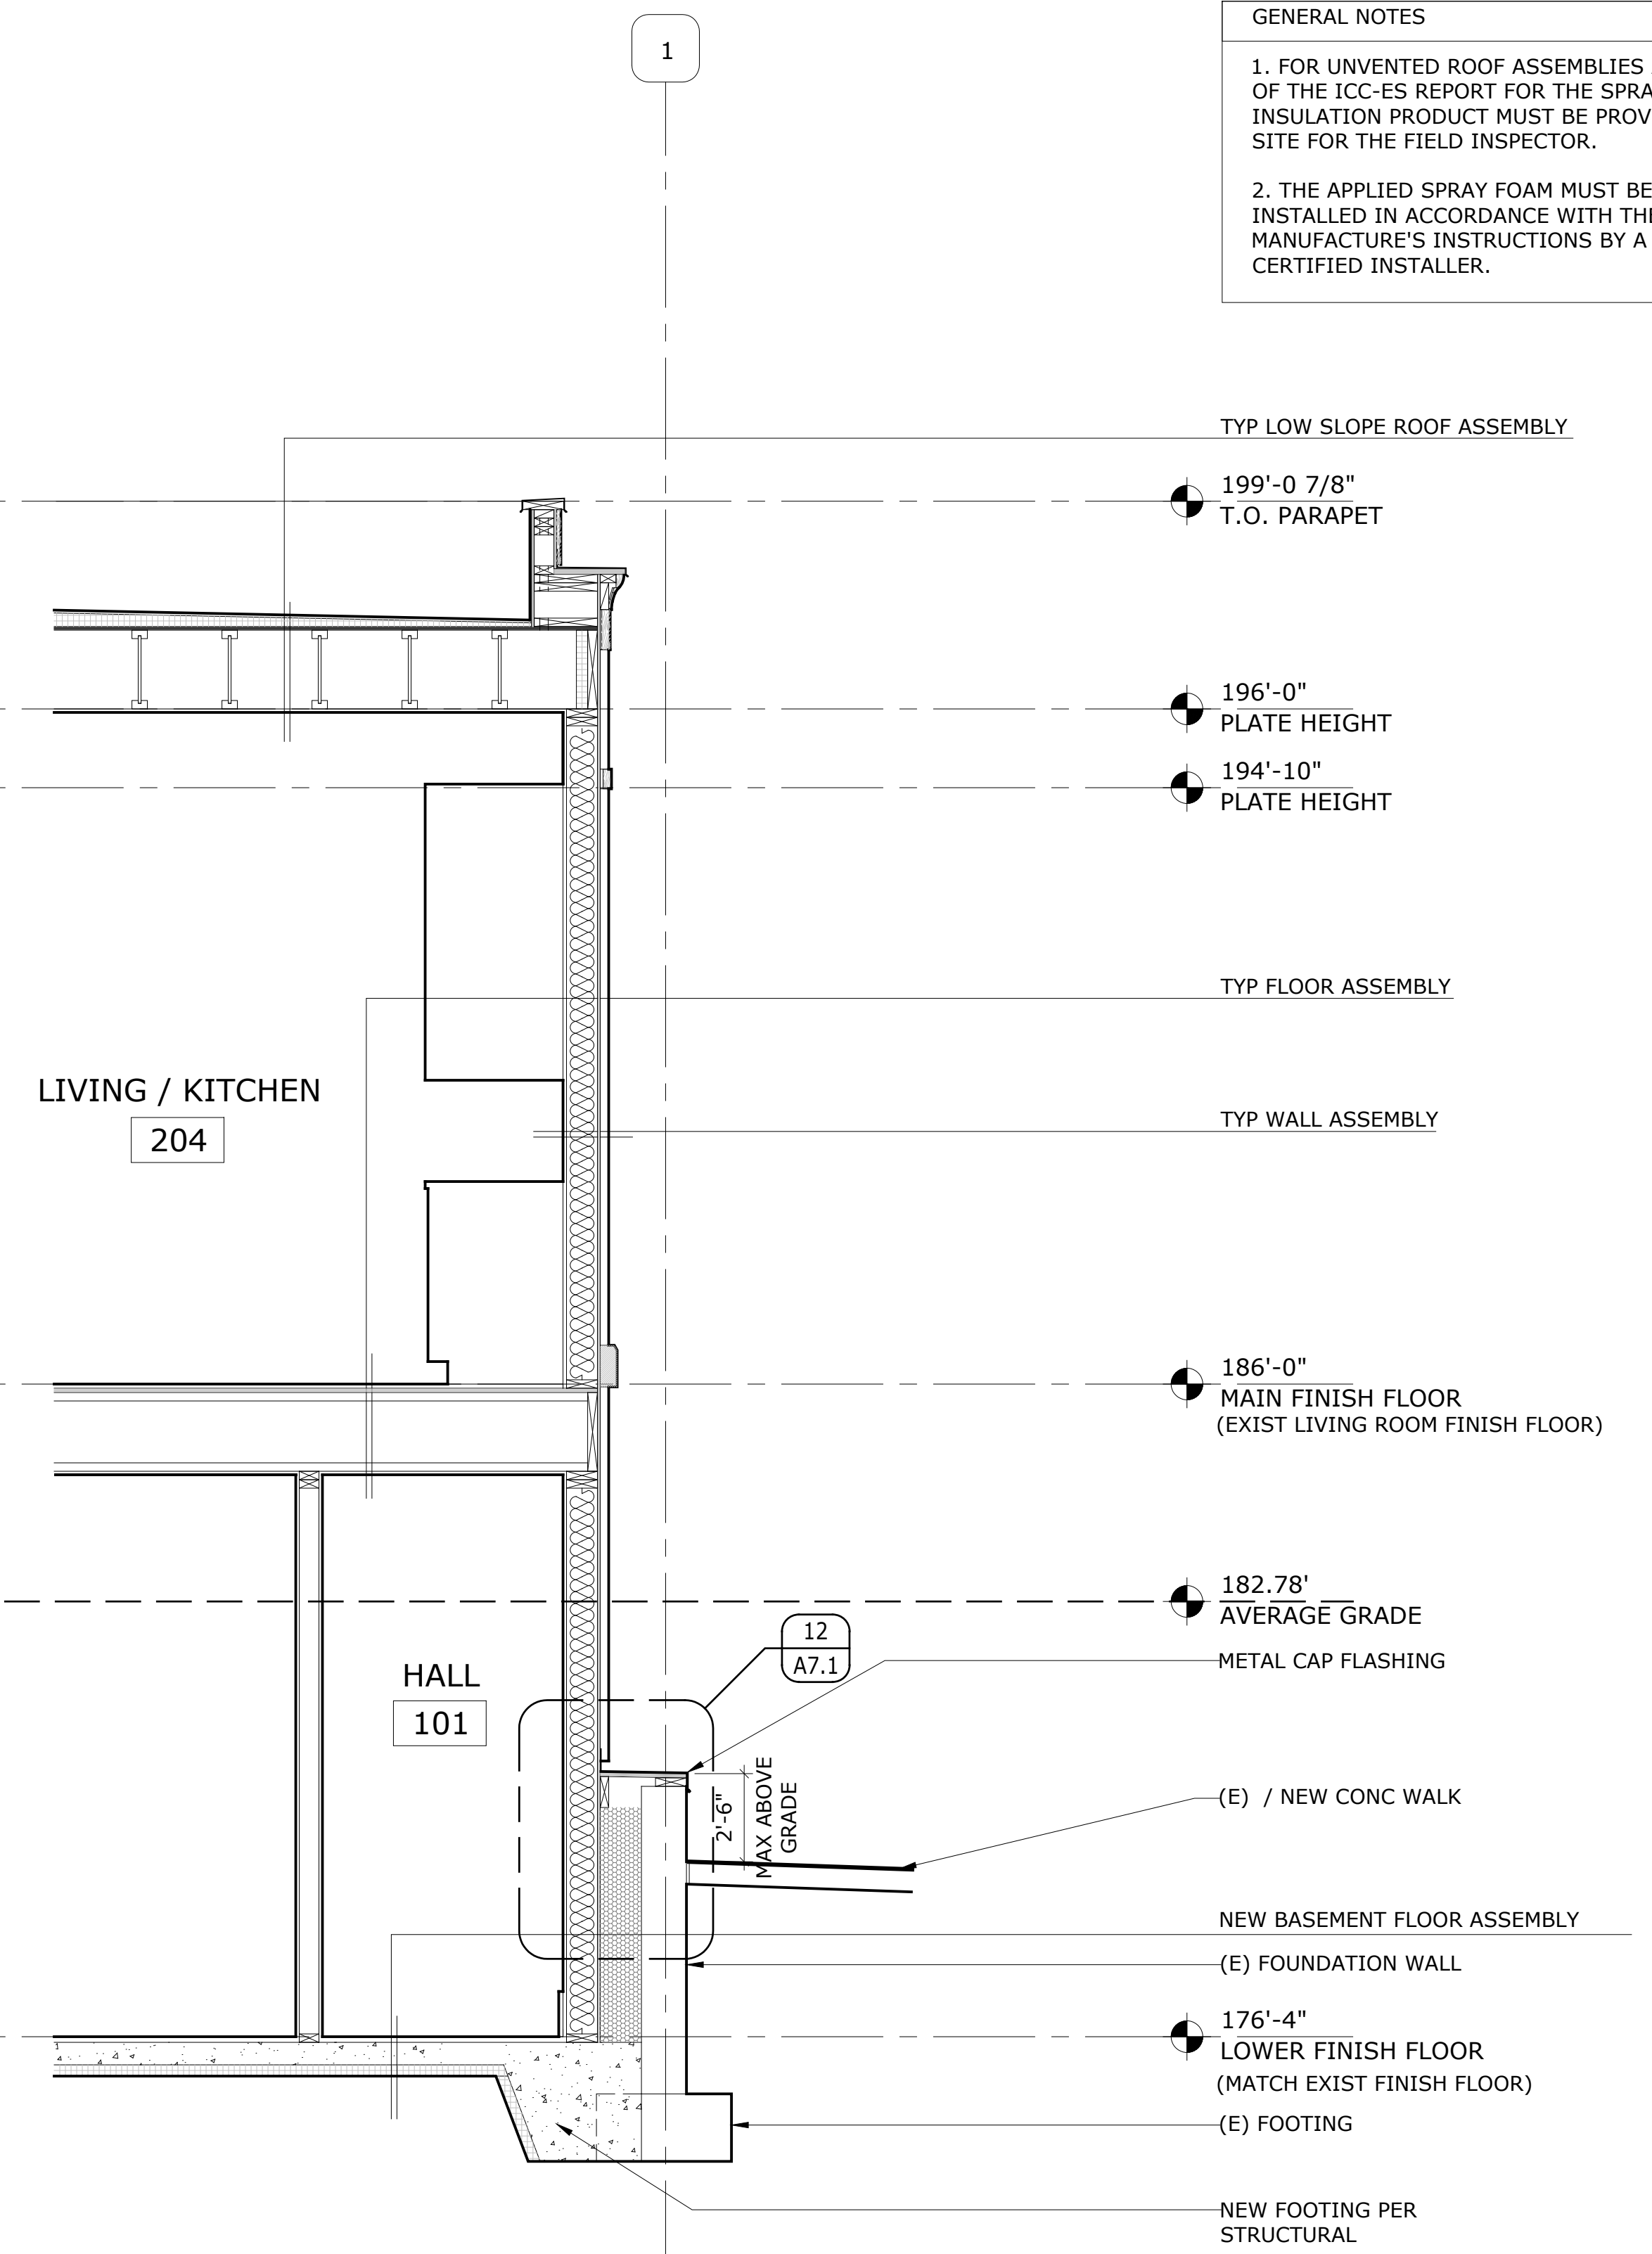 1
GENERAL NOTES
1. FOR UNVENTED ROOF ASSEMBLIES
OF THE ICC-ES REPORT FOR THE
INSULATION PRODUCT MUST BE
SITE FOR THE FIELD INSPECTOR.
2. THE APPLIED SPRAY FOAM MUST BE
INSTALLED IN ACCORDANCE WITH THE
MANUFACTURE'S INSTRUCTIONS BY A
CERTIFIED INSTALLER.
TYP LOW SLOPE ROOF ASSEMBLY
199'-0 7/8"
T.O. PARAPET
196'-0"
PLATE HEIGHT
194'-10"
PLATE HEIGHT
TYP FLOOR ASSEMBLY
LIVING / KITCHEN
204
TYP WALL ASSEMBLY
186'-0"
MAIN FINISH FLOOR
(EXIST LIVING ROOM FINISH FLOOR)
182.78'
AVERAGE GRADE
12
A7.1
METAL CAP FLASHING
HALL
101
2'-6"
MAX ABOVE
GRADE
(E) / NEW CONC WALK
NEW BASEMENT FLOOR ASSEMBLY
(E) FOUNDATION WALL
176'-4"
LOWER FINISH FLOOR
(MATCH EXIST FINISH FLOOR)
(E) FOOTING
NEW FOOTING PER
STRUCTURAL